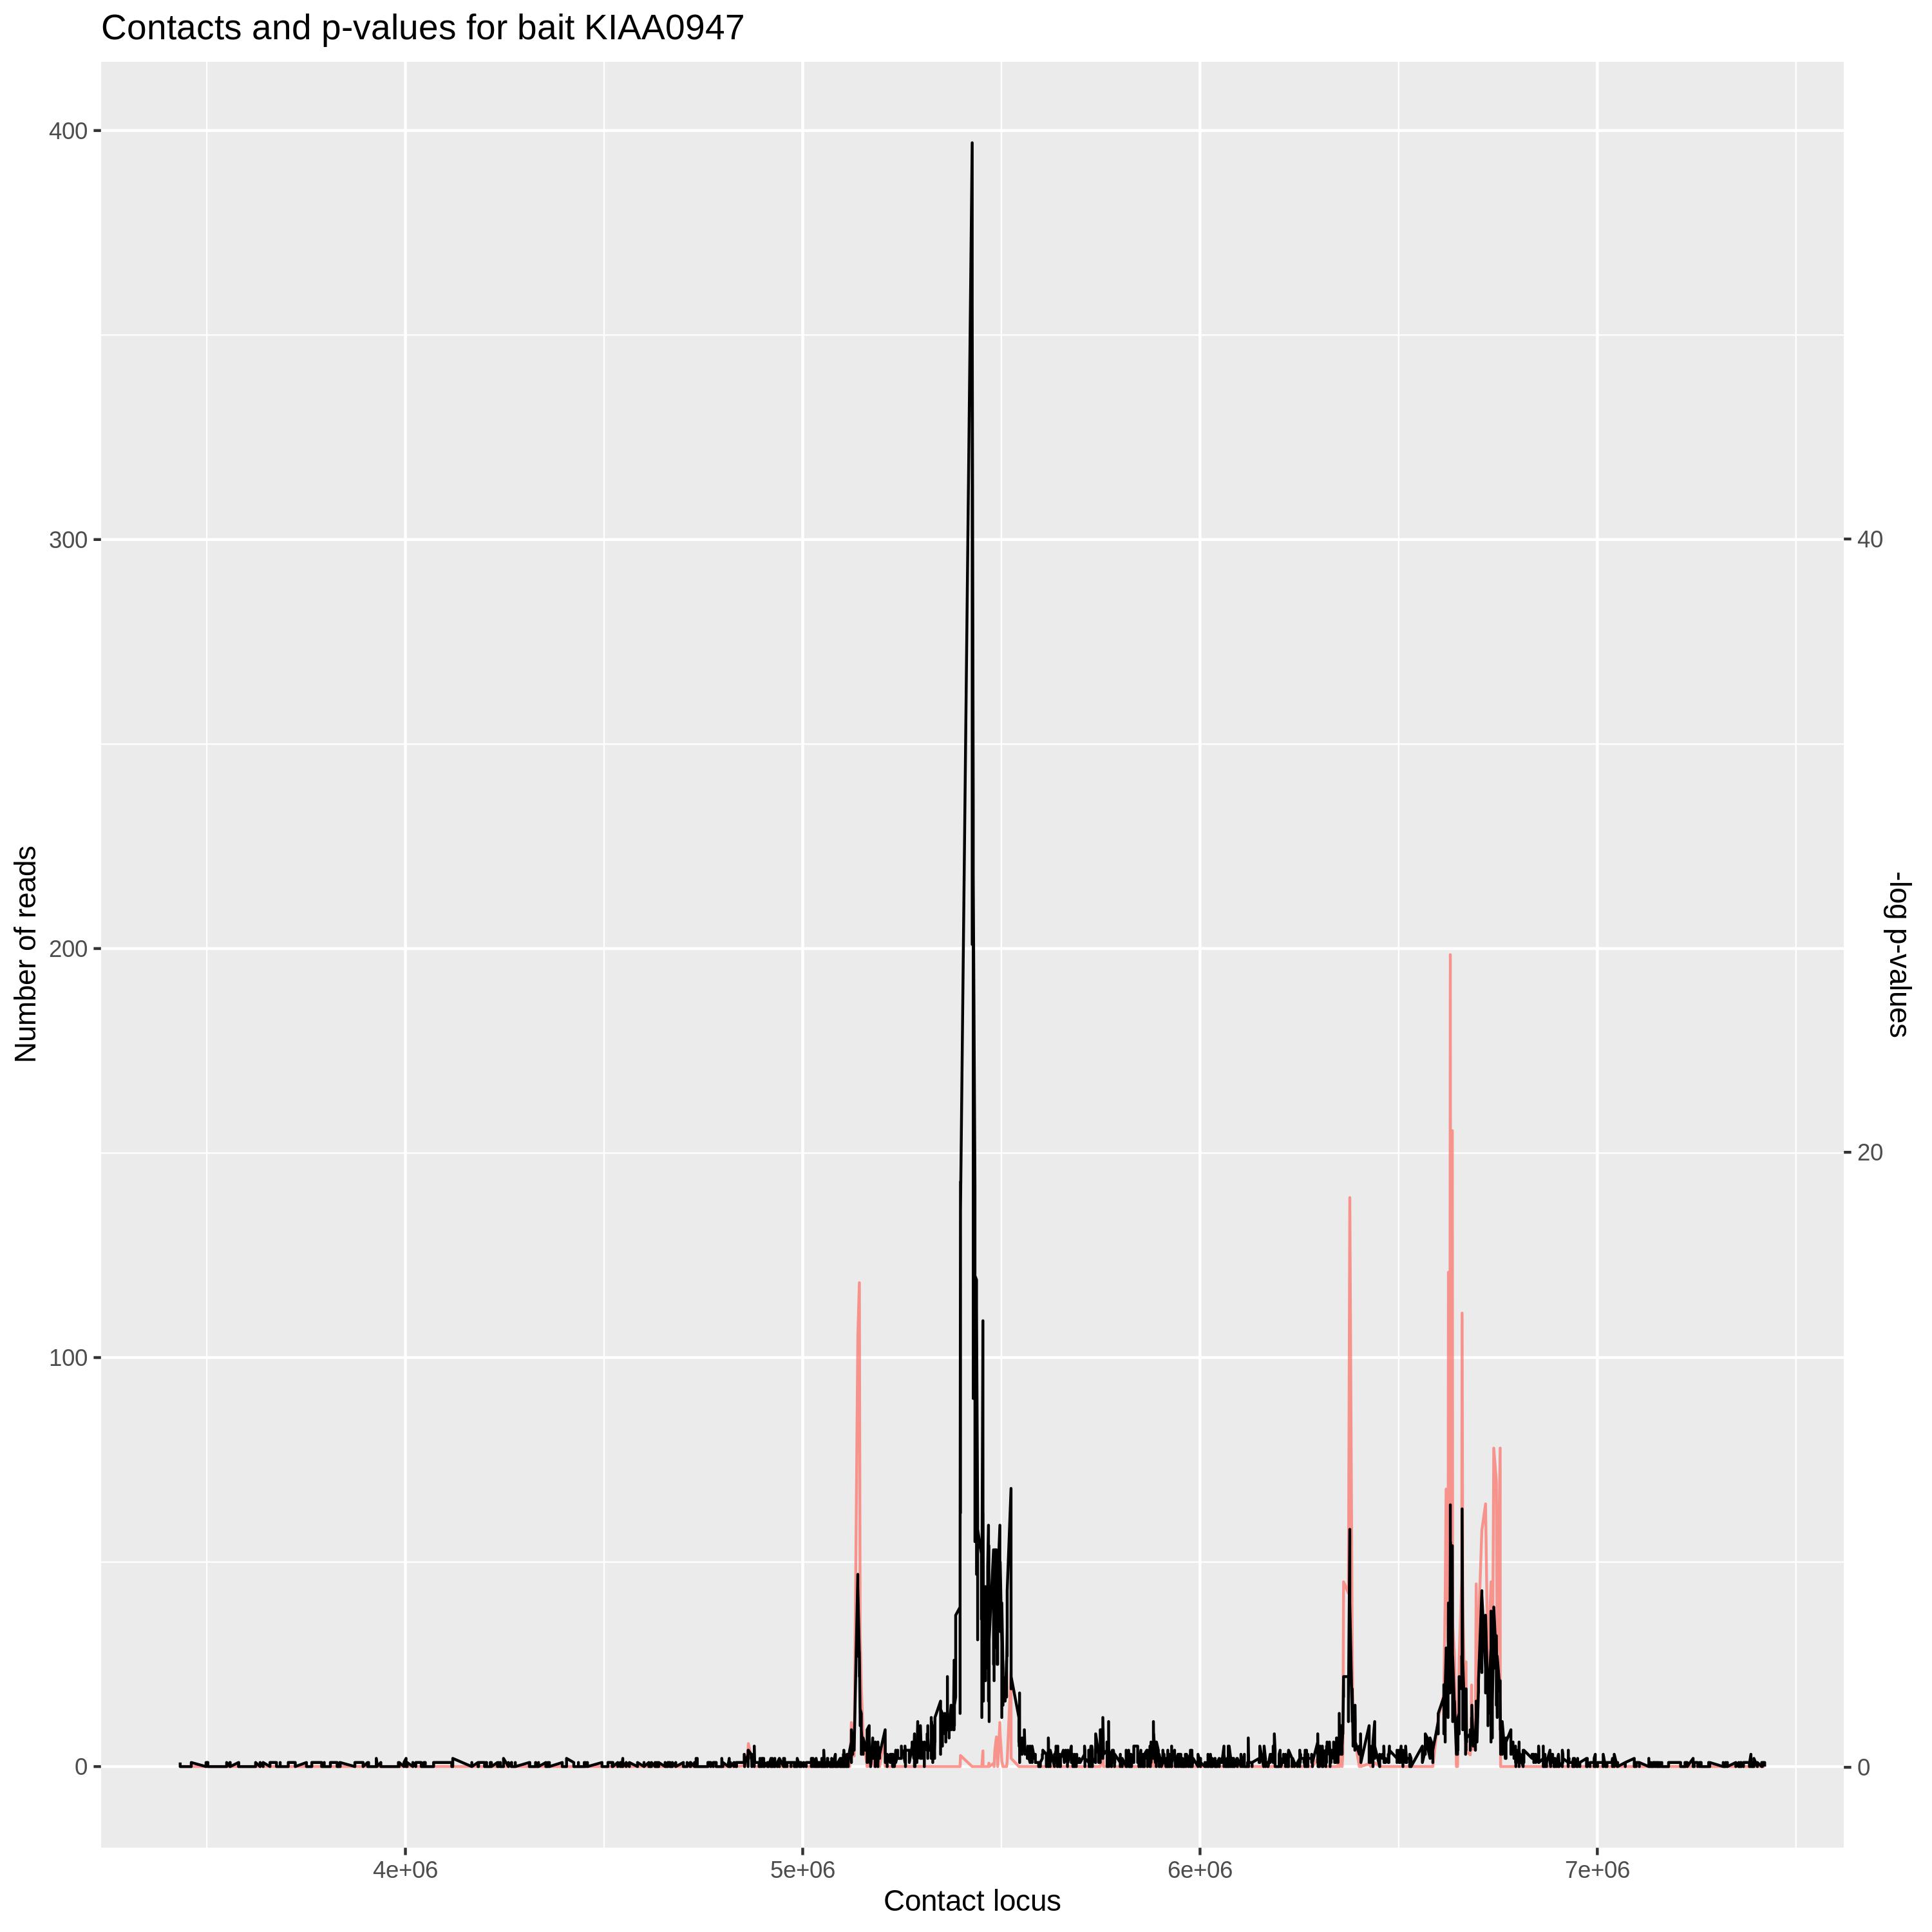 Contacts and p-values for bait KIAA0947
400
300
200
100
0
Number of reads
40
20
0
-log p-values
4e+06
5e+06
6e+06
7e+06
Contact locus